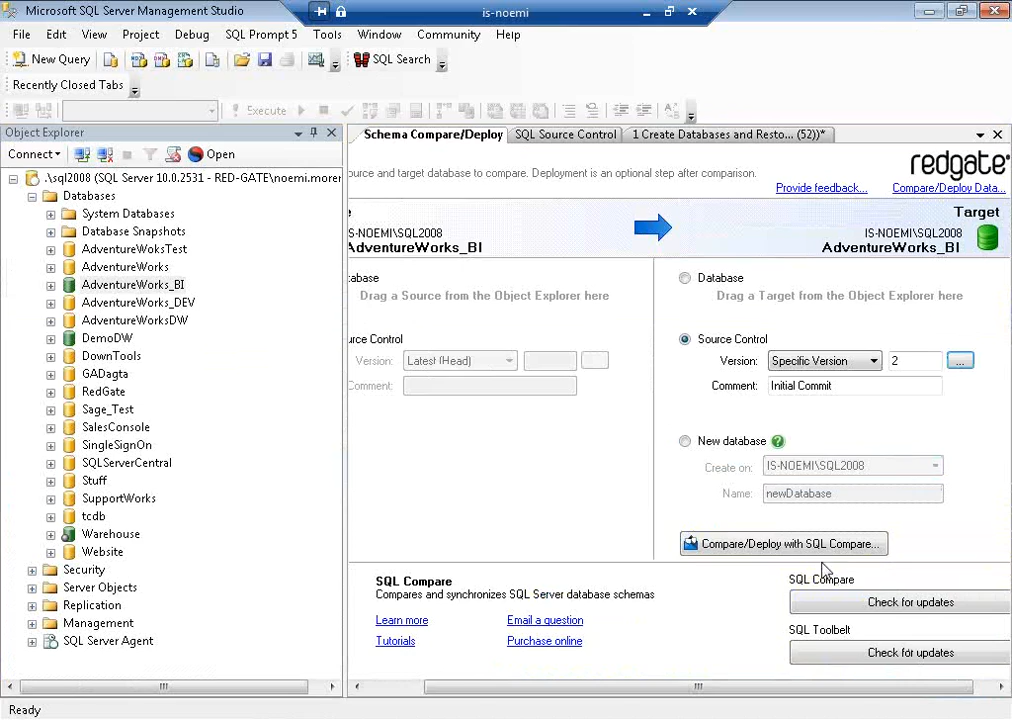 Microsoft SQL Server Management Studio
is-noemi
File Edit View Project Debug SQL Prompt 5 Tools Window Community Help
New Query SQL Search
Recently Closed Tabs
Execute
Object Explorer
Connect Open
.\sql2008 (SQL Server 10.0.2531 - RED-GATE\noemi.morer
Databases
System Databases
Database Snapshots
AdventureWoksTest
AdventureWorks
AdventureWorks_BI
AdventureWorks_DEV
AdventureWorksDW
DemoDW
DownTools
GADagta
RedGate
Sage_Test
SalesConsole
SingleSignOn
SQLServerCentral
Stuff
SupportWorks
tcdb
Warehouse
Website
Security
Server Objects
Replication
Management
SQL Server Agent
Schema Compare/Deploy SQL Source Control 1 Create Databases and Resto... (52))*
redgate
ource and target database to compare. Deployment is an optional step after comparison.
Provide feedback... Compare/Deploy Data...
e
S-NOEMI\SQL2008
AdventureWorks_BI
Target
IS-NOEMI\SQL2008
AdventureWorks_BI
abase
Drag a Source from the Object Explorer here
urce Control
Version: Latest (Head)
Comment:
Database
Drag a Target from the Object Explorer here
Source Control
Version: Specific Version 2 ...
Comment: Initial Commit
New database
Create on: IS-NOEMI\SQL2008
Name: newDatabase
Compare/Deploy with SQL Compare...
SQL Compare
Compares and synchronizes SQL Server database schemas
Learn more Email a question
Tutorials Purchase online
SQL Compare
Check for updates
SQL Toolbelt
Check for updates
Ready